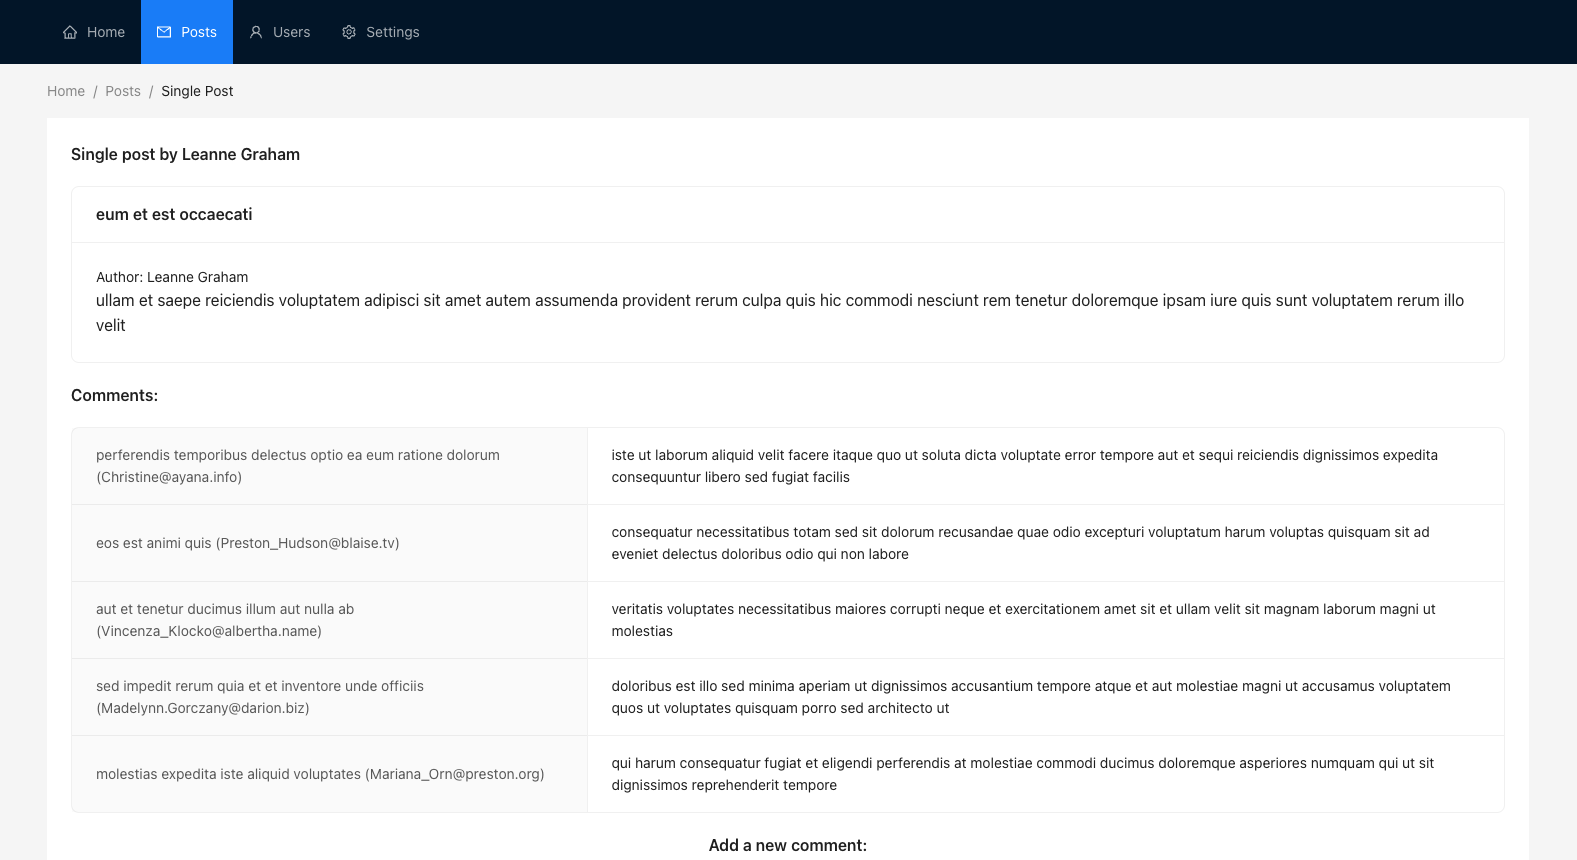 Home Posts Users Settings
Home / Posts / Single Post
Single post by Leanne Graham
eum et est occaecati
Author: Leanne Graham
ullam et saepe reiciendis voluptatem adipisci sit amet autem assumenda provident rerum culpa quis hic commodi nesciunt rem tenetur doloremque ipsam iure quis sunt voluptatem rerum illo
velit
Comments:
perferendis temporibus delectus optio ea eum ratione dolorum
(Christine@ayana.info)
iste ut laborum aliquid velit facere itaque quo ut soluta dicta voluptate error tempore aut et sequi reiciendis dignissimos expedita
consequuntur libero sed fugiat facilis
eos est animi quis (Preston_Hudson@blaise.tv)
consequatur necessitatibus totam sed sit dolorum recusandae quae odio excepturi voluptatum harum voluptas quisquam sit ad
eveniet delectus doloribus odio qui non labore
aut et tenetur ducimus illum aut nulla ab
(Vincenza_Klocko@albertha.name)
veritatis voluptates necessitatibus maiores corrupti neque et exercitationem amet sit et ullam velit sit magnam laborum magni ut
molestias
sed impedit rerum quia et et inventore unde officiis
(Madelynn.Gorczany@darion.biz)
doloribus est illo sed minima aperiam ut dignissimos accusantium tempore atque et aut molestiae magni ut accusamus voluptatem
quos ut voluptates quisquam porro sed architecto ut
molestias expedita iste aliquid voluptates (Mariana_Orn@preston.org)
qui harum consequatur fugiat et eligendi perferendis at molestiae commodi ducimus doloremque asperiores numquam qui ut sit
dignissimos reprehenderit tempore
Add a new comment: